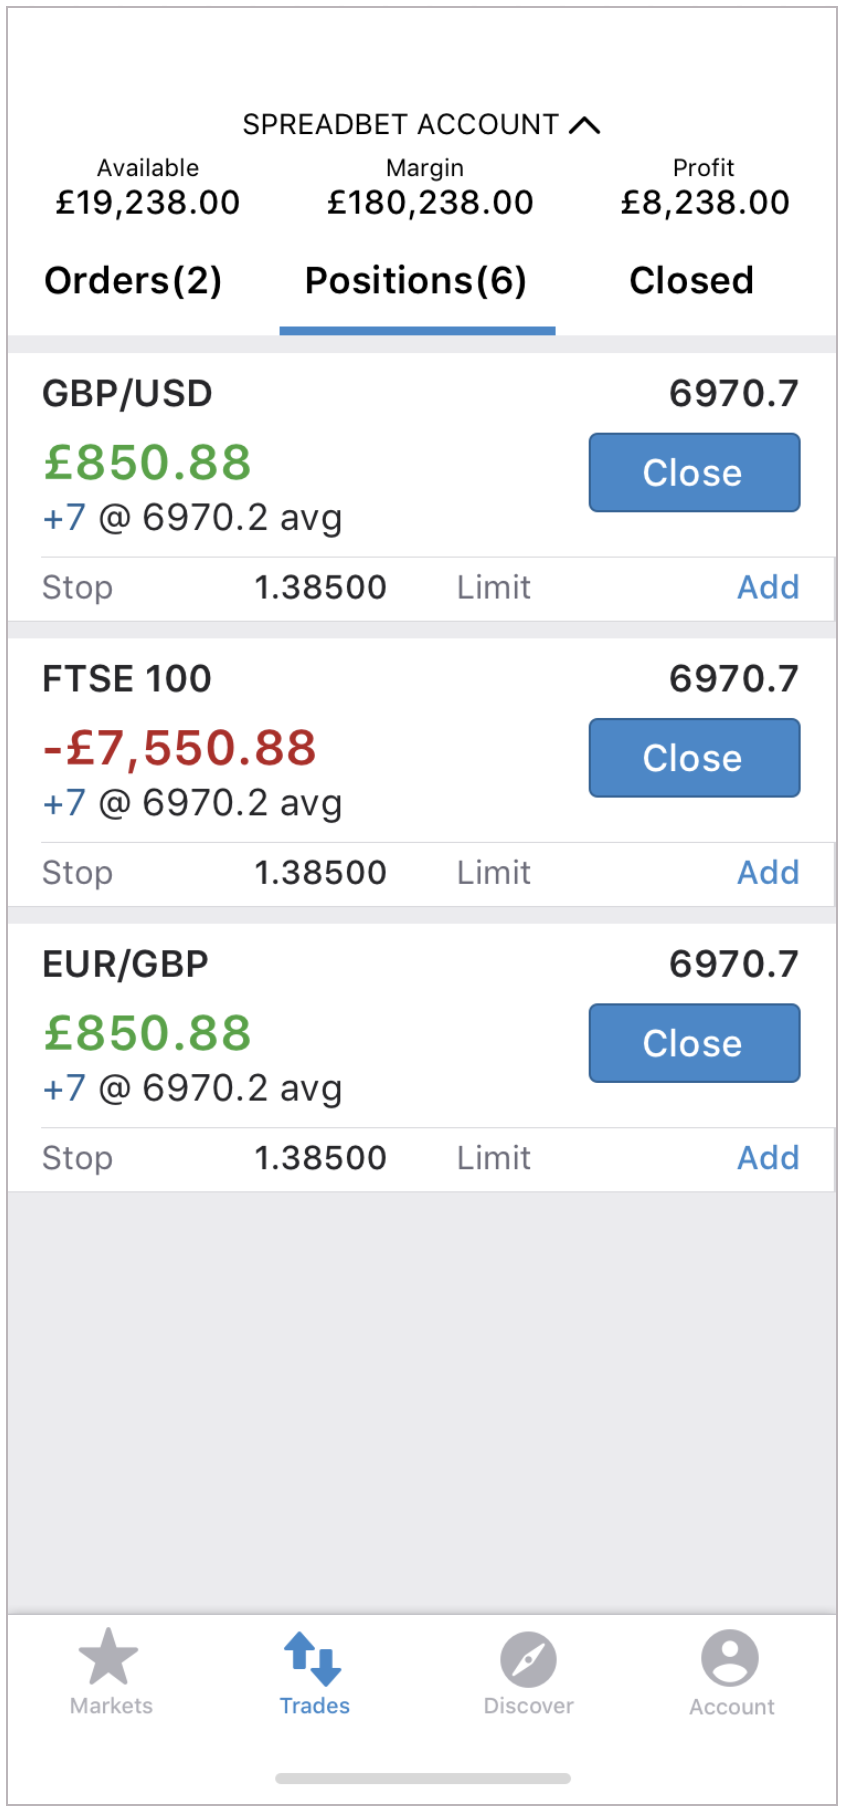 SPREADBET ACCOUNT
Available Margin Profit
£19,238.00 £180,238.00 £8,238.00
Orders(2) Positions(6) Closed
GBP/USD 6970.7
£850.88 Close
+7 @ 6970.2 avg
Stop 1.38500 Limit Add
FTSE 100 6970.7
-£7,550.88 Close
+7 @ 6970.2 avg
Stop 1.38500 Limit Add
EUR/GBP 6970.7
£850.88 Close
+7 @ 6970.2 avg
Stop 1.38500 Limit Add
Markets Trades Discover Account